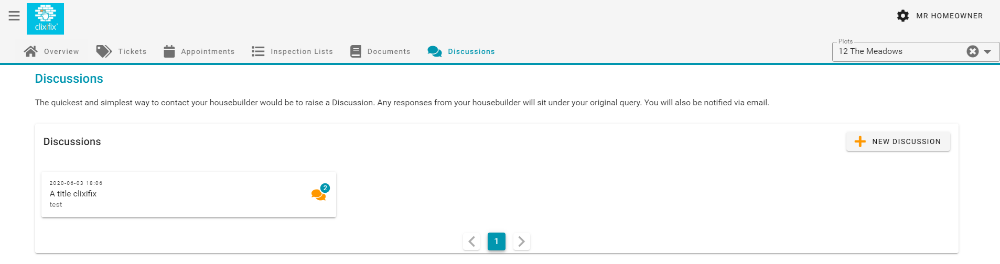 clixifix
MR HOMEOWNER
Overview Tickets Appointments Inspection Lists Documents Discussions
Plots
12 The Meadows
Discussions
The quickest and simplest way to contact your housebuilder would be to raise a Discussion. Any responses from your housebuilder will sit under your original query. You will also be notified via email.
Discussions
NEW DISCUSSION
2020-06-03 18:06
2
A title clixifix
test
1